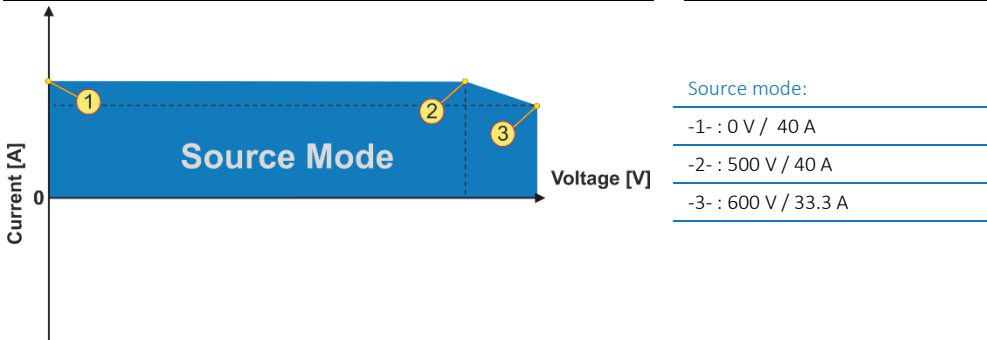 1
2
3
Source Mode
Current [A]
0
Voltage [V]
Source mode:
-1- : 0 V / 40 A
-2- : 500 V / 40 A
-3- : 600 V / 33.3 A